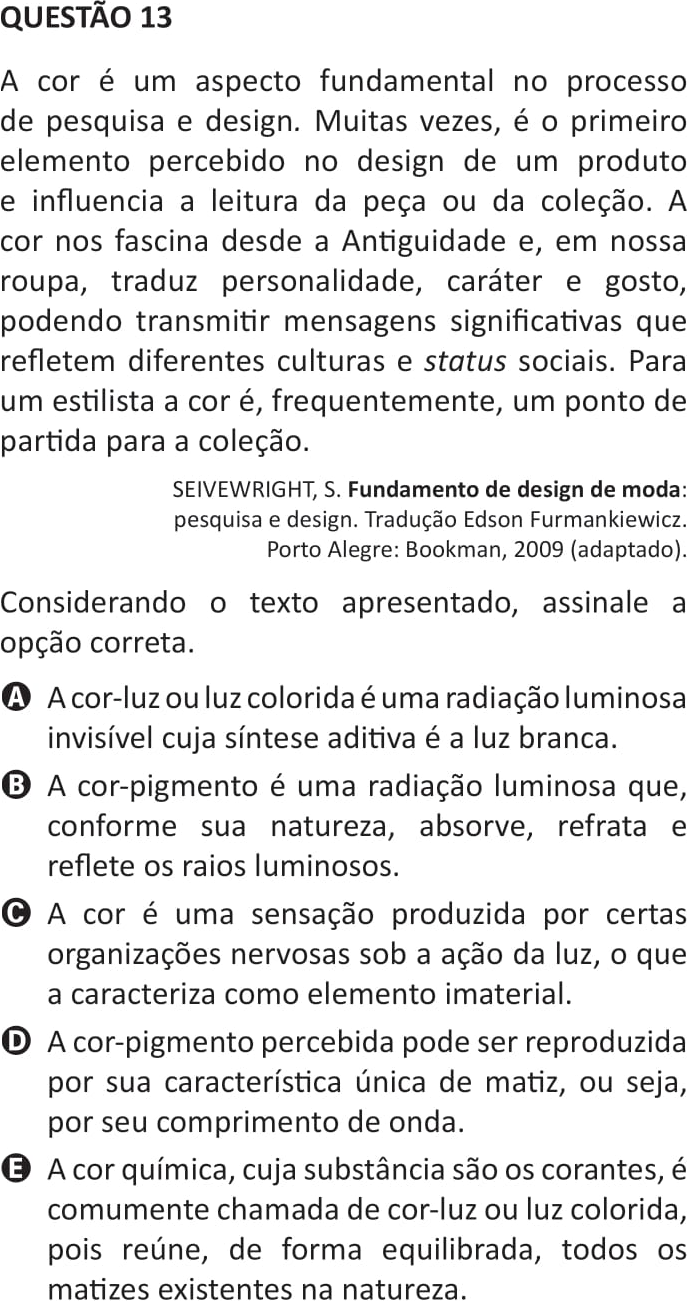 QUESTÃO 13
A cor é um aspecto fundamental no processo
de pesquisa e design. Muitas vezes, é o primeiro
elemento percebido no design de um produto
e influencia a leitura da peça ou da coleção. A
cor nos fascina desde a Antiguidade e, em nossa
roupa, traduz personalidade, caráter e gosto,
podendo transmitir mensagens significativas que
refletem diferentes culturas e status sociais. Para
um estilista a cor é, frequentemente, um ponto de
partida para a coleção.
SEIVEWRIGHT, S. Fundamento de design de moda:
pesquisa e design. Tradução Edson Furmankiewicz.
Porto Alegre: Bookman, 2009 (adaptado).
Considerando o texto apresentado, assinale a
opção correta.
A A cor-luz ou luz colorida é uma radiação luminosa
invisível cuja síntese aditiva é a luz branca.
B A cor-pigmento é uma radiação luminosa que,
conforme sua natureza, absorve, refrata e
reflete os raios luminosos.
C A cor é uma sensação produzida por certas
organizações nervosas sob a ação da luz, o que
a caracteriza como elemento imaterial.
D A cor-pigmento percebida pode ser reproduzida
por sua característica única de matiz, ou seja,
por seu comprimento de onda.
E A cor química, cuja substância são os corantes, é
comumente chamada de cor-luz ou luz colorida,
pois reúne, de forma equilibrada, todos os
matizes existentes na natureza.